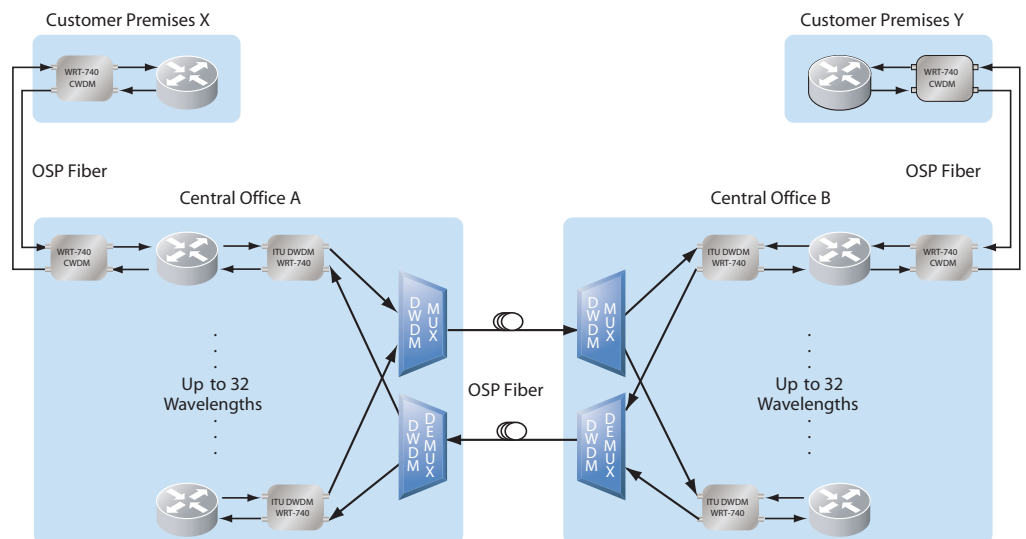 Customer Premises X
Customer Premises Y
WRT-740
CWDM
WRT-740
CWDM
OSP Fiber
OSP Fiber
Central Office A
Central Office B
WRT-740
CWDM
ITU DWDM
WRT-740
ITU DWDM
WRT-740
WRT-740
CWDM
DWDM
MUX
DWDM
MUX
Up to 32
Wavelengths
OSP Fiber
Up to 32
Wavelengths
DWDM
DEMUX
DWDM
DEMUX
ITU DWDM
WRT-740
ITU DWDM
WRT-740